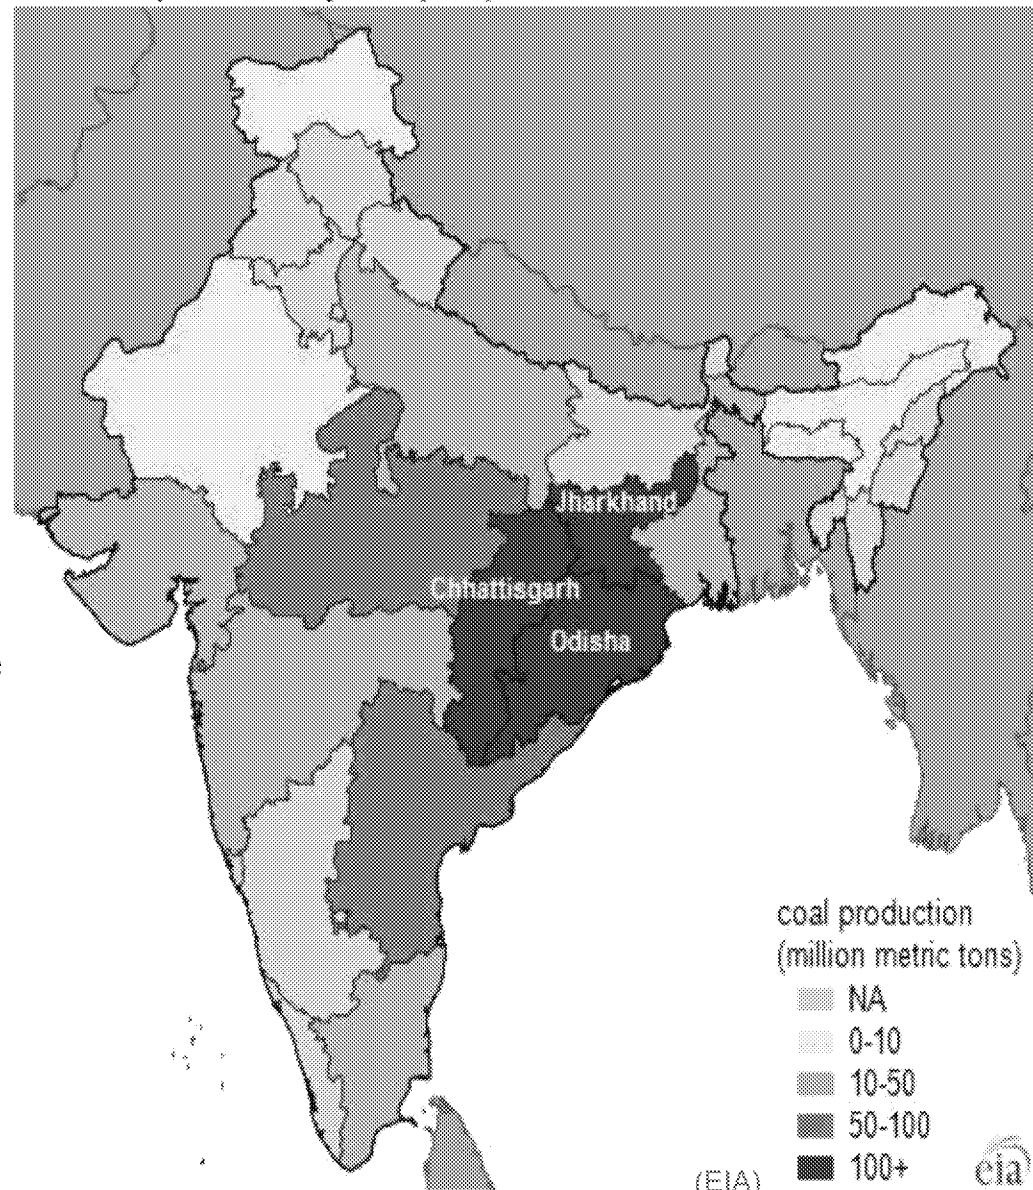 Jharkhand
Chhattisgarh
Odisha
coal production
(million metric tons)
NA
0-10
10-50
50-100
100+
(EIA)
eia